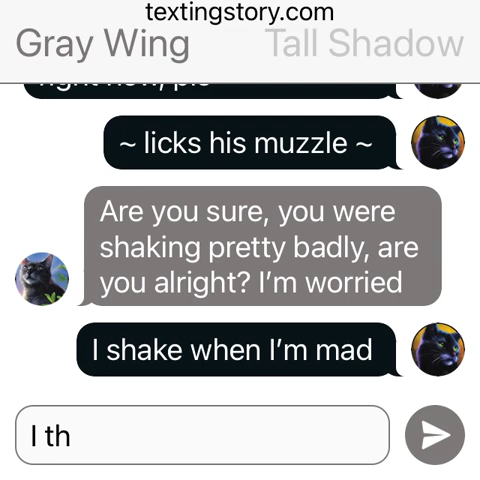 textingstory.com
Gray Wing Tall Shadow
~ licks his muzzle ~
Are you sure, you were
shaking pretty badly, are
you alright? I’m worried
I shake when I’m mad
I th